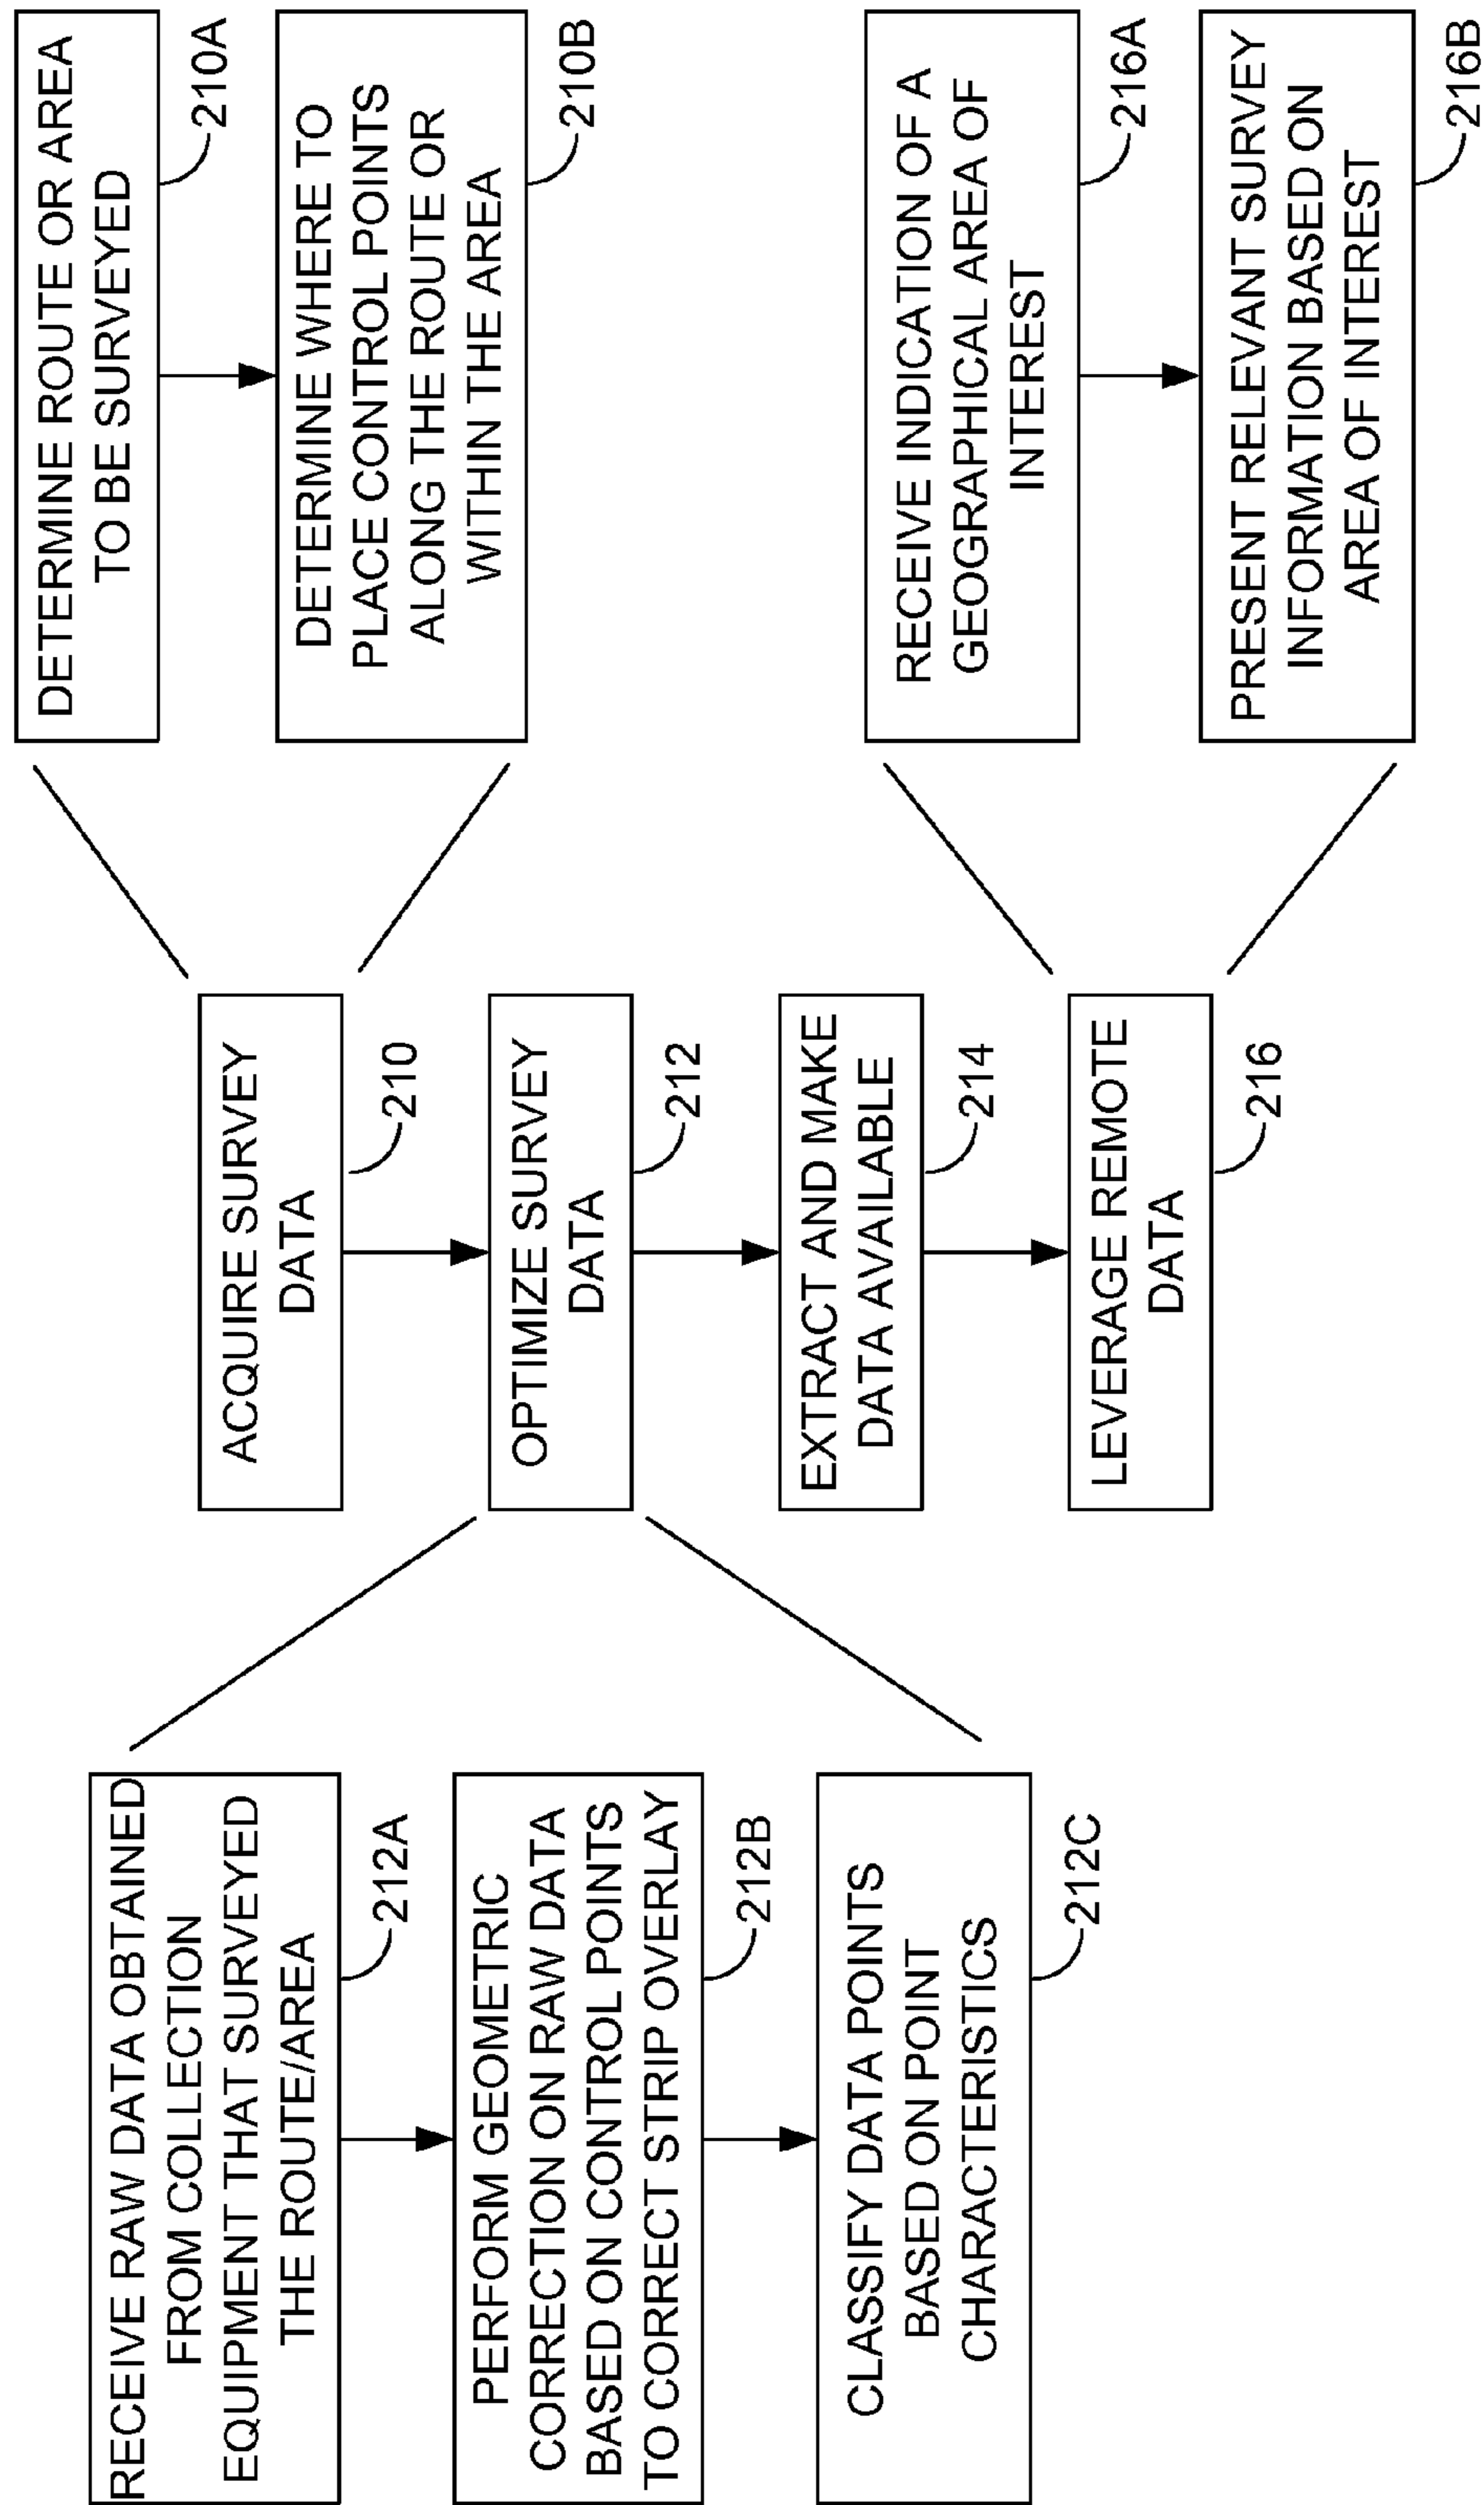 RECEIVE RAW DATA OBTAINED
FROM COLLECTION
EQUIPMENT THAT SURVEYED
THE ROUTE/AREA
212A
PERFORM GEOMETRIC
CORRECTION ON RAW DATA
BASED ON CONTROL POINTS
TO CORRECT STRIP OVERLAY
212B
CLASSIFY DATA POINTS
BASED ON POINT
CHARACTERISTICS
212C
ACQUIRE SURVEY
DATA
210
OPTIMIZE SURVEY
DATA
212
EXTRACT AND MAKE
DATA AVAILABLE
214
LEVERAGE REMOTE
DATA
216
DETERMINE ROUTE OR AREA
TO BE SURVEYED
210A
DETERMINE WHERE TO
PLACE CONTROL POINTS
ALONG THE ROUTE OR
WITHIN THE AREA
210B
RECEIVE INDICATION OF A
GEOGRAPHICAL AREA OF
INTEREST
216A
PRESENT RELEVANT SURVEY
INFORMATION BASED ON
AREA OF INTEREST
216B